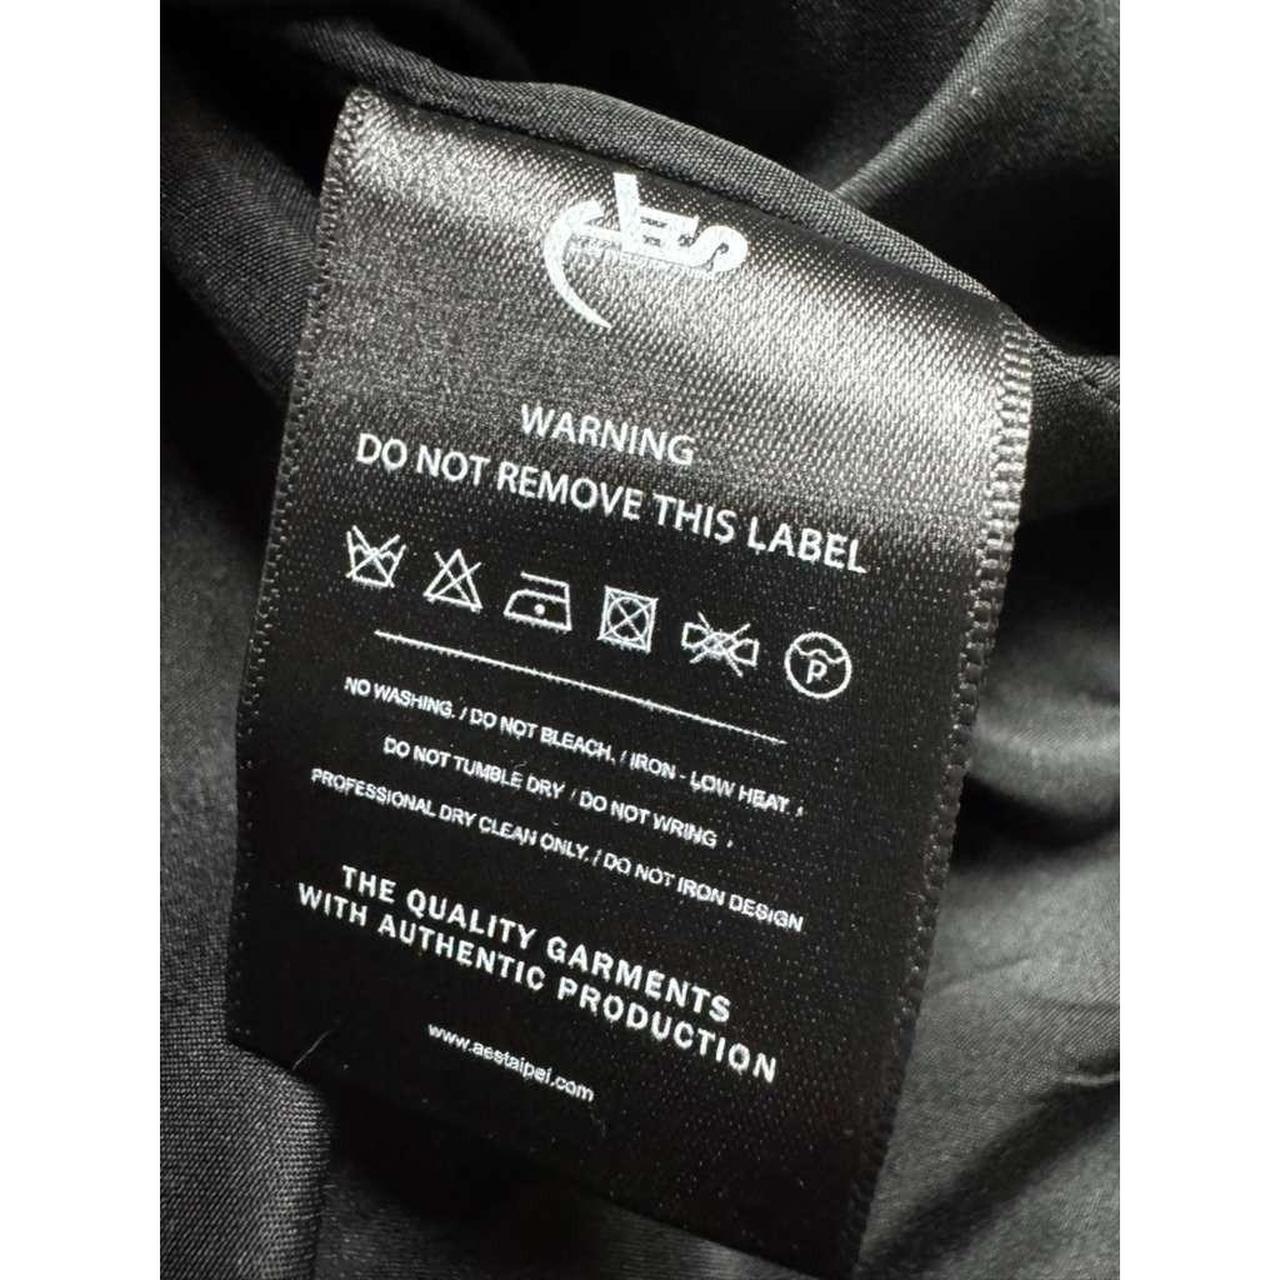 AES
WARNING
DO NOT REMOVE THIS LABEL
P
NO WASHING. / DO NOT BLEACH. / IRON - LOW HEAT. /
DO NOT TUMBLE DRY / DO NOT WRING /
PROFESSIONAL DRY CLEAN ONLY. / DO NOT IRON DESIGN
THE QUALITY GARMENTS
WITH AUTHENTIC PRODUCTION
www.aestaipei.com